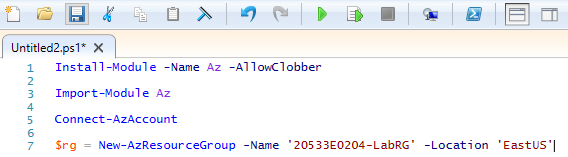 Untitled2.ps1*
1 Install-Module -Name Az -AllowClobber
2
3 Import-Module Az
4
5 Connect-AzAccount
6
7 $rg = New-AzResourceGroup -Name '20533E0204-LabRG' -Location 'EastUS'